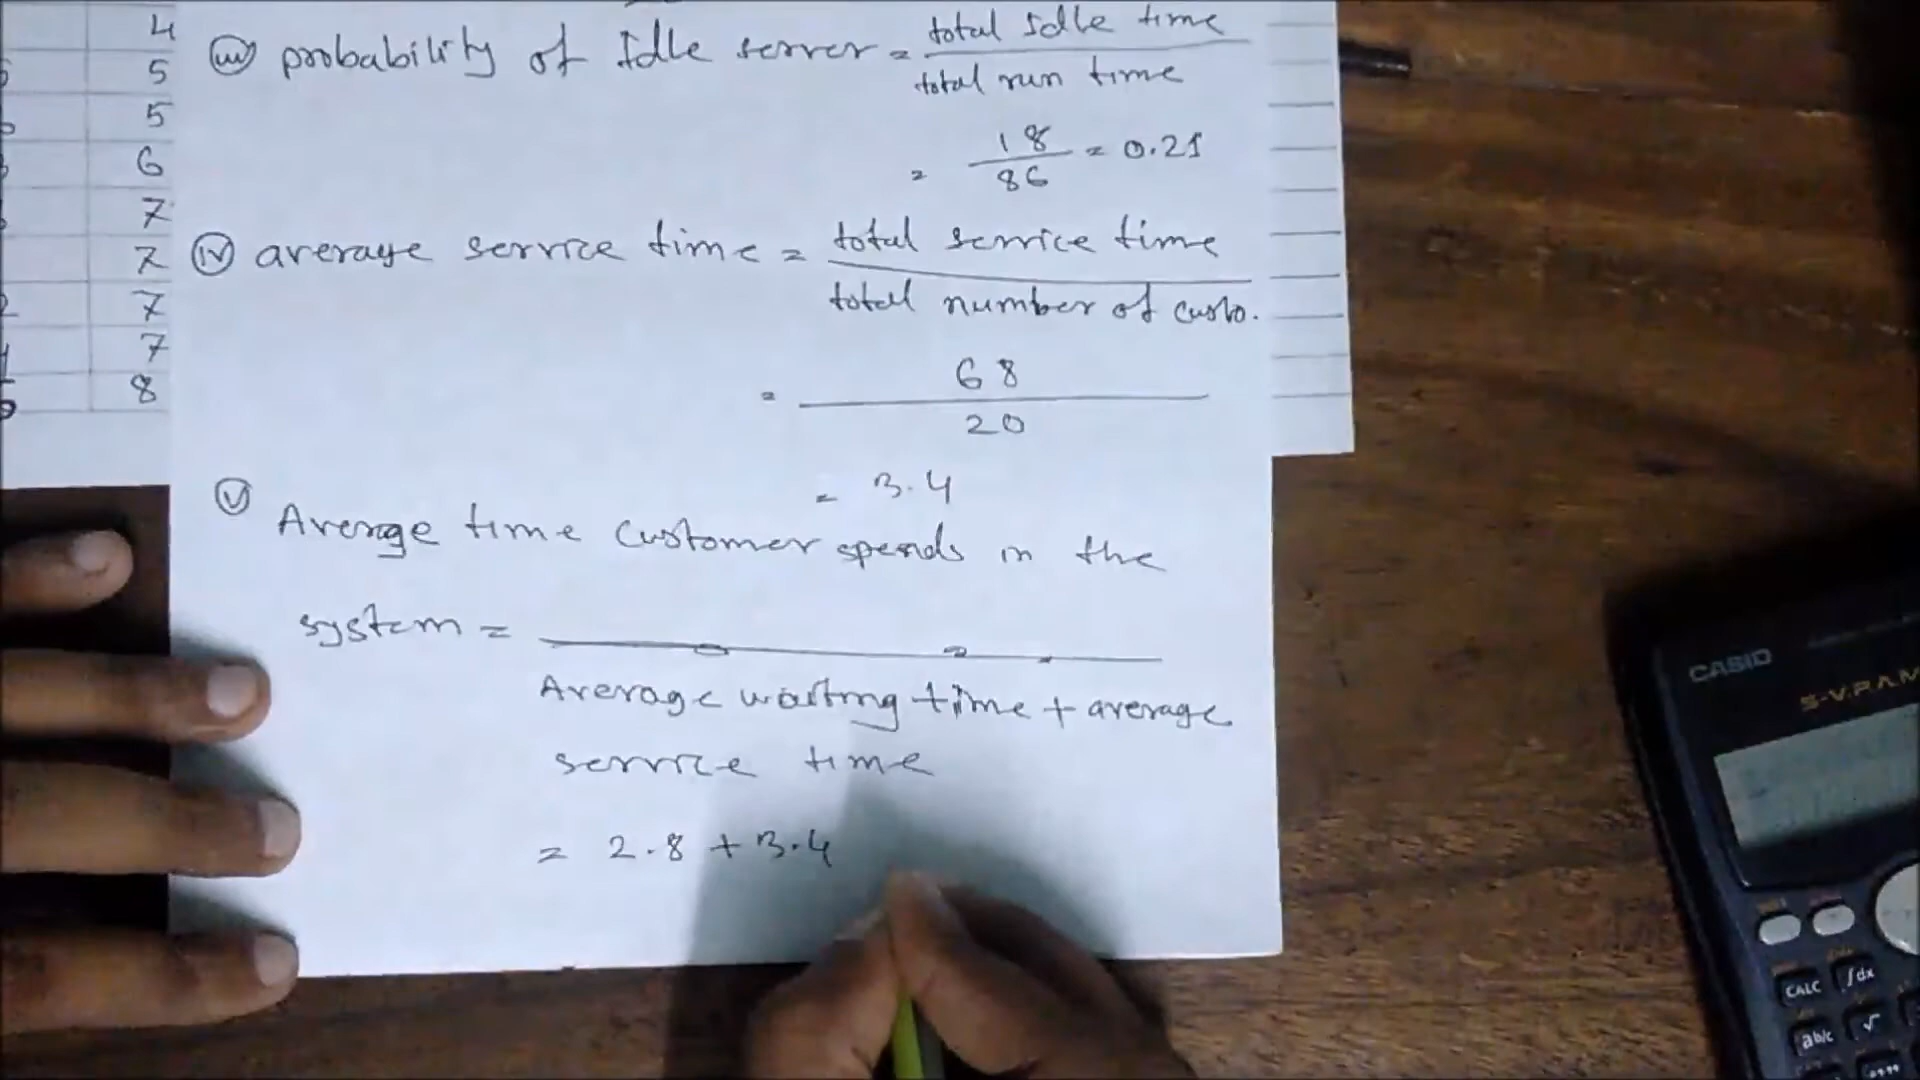 4
5
5
6
7
7
7
7
8
(iii) probability of Idle server = total Idle time
total run time
= 18
86
= 0.21
(iv) average service time = total service time
total number of custo.
= 68
20
= 3.4
(v) Average time customer spends in the
system =
Average waiting time + average
service time
= 2.8 + 3.4
CASIO
S-V.P.A.M
CALC ∫dx
ab/c √